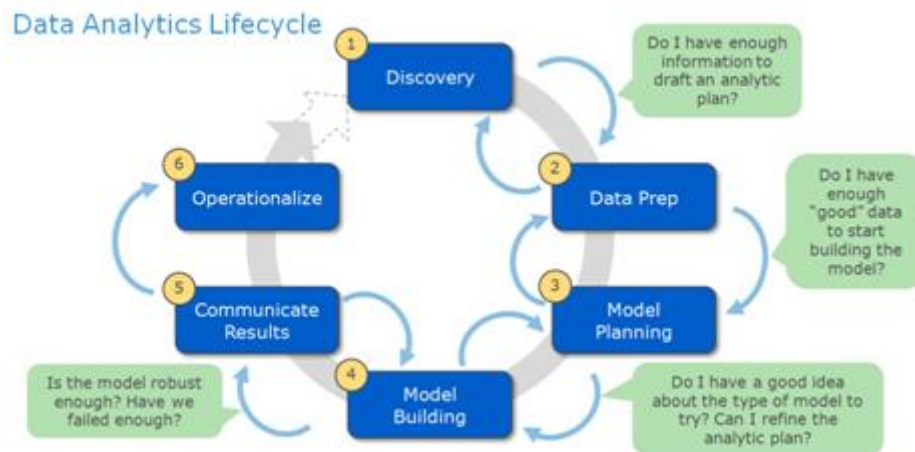 Data Analytics Lifecycle
1
Discovery
Do I have enough
information to
draft an analytic
plan?
2
Data Prep
Do I have
enough
"good" data
to start
building the
model?
3
Model
Planning
Do I have a good idea
about the type of model to
try? Can I refine the
analytic plan?
4
Model
Building
Is the model robust
enough? Have we
failed enough?
5
Communicate
Results
6
Operationalize